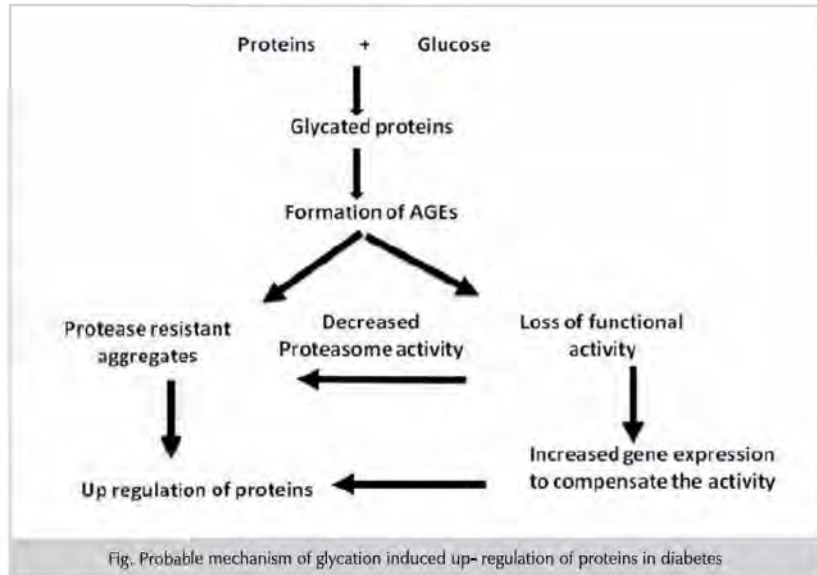 Proteins + Glucose
Glycated proteins
Formation of AGEs
Protease resistant
aggregates
Decreased
Proteasome activity
Loss of functional
activity
Up regulation of proteins
Increased gene expression
to compensate the activity
Fig. Probable mechanism of glycation induced up- regulation of proteins in diabetes